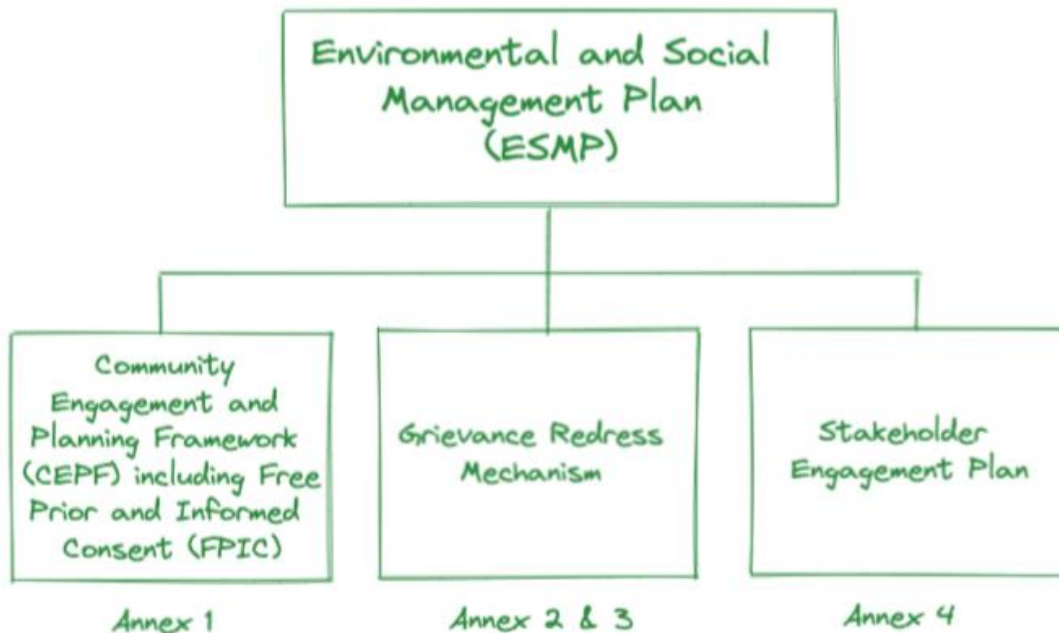 Environmental and Social
Management Plan
(ESMP)
Community
Engagement and
Planning Framework
(CEPF) including Free
Prior and Informed
Consent (FPIC)
Grievance Redress
Mechanism
Stakeholder
Engagement Plan
Annex 1
Annex 2 & 3
Annex 4